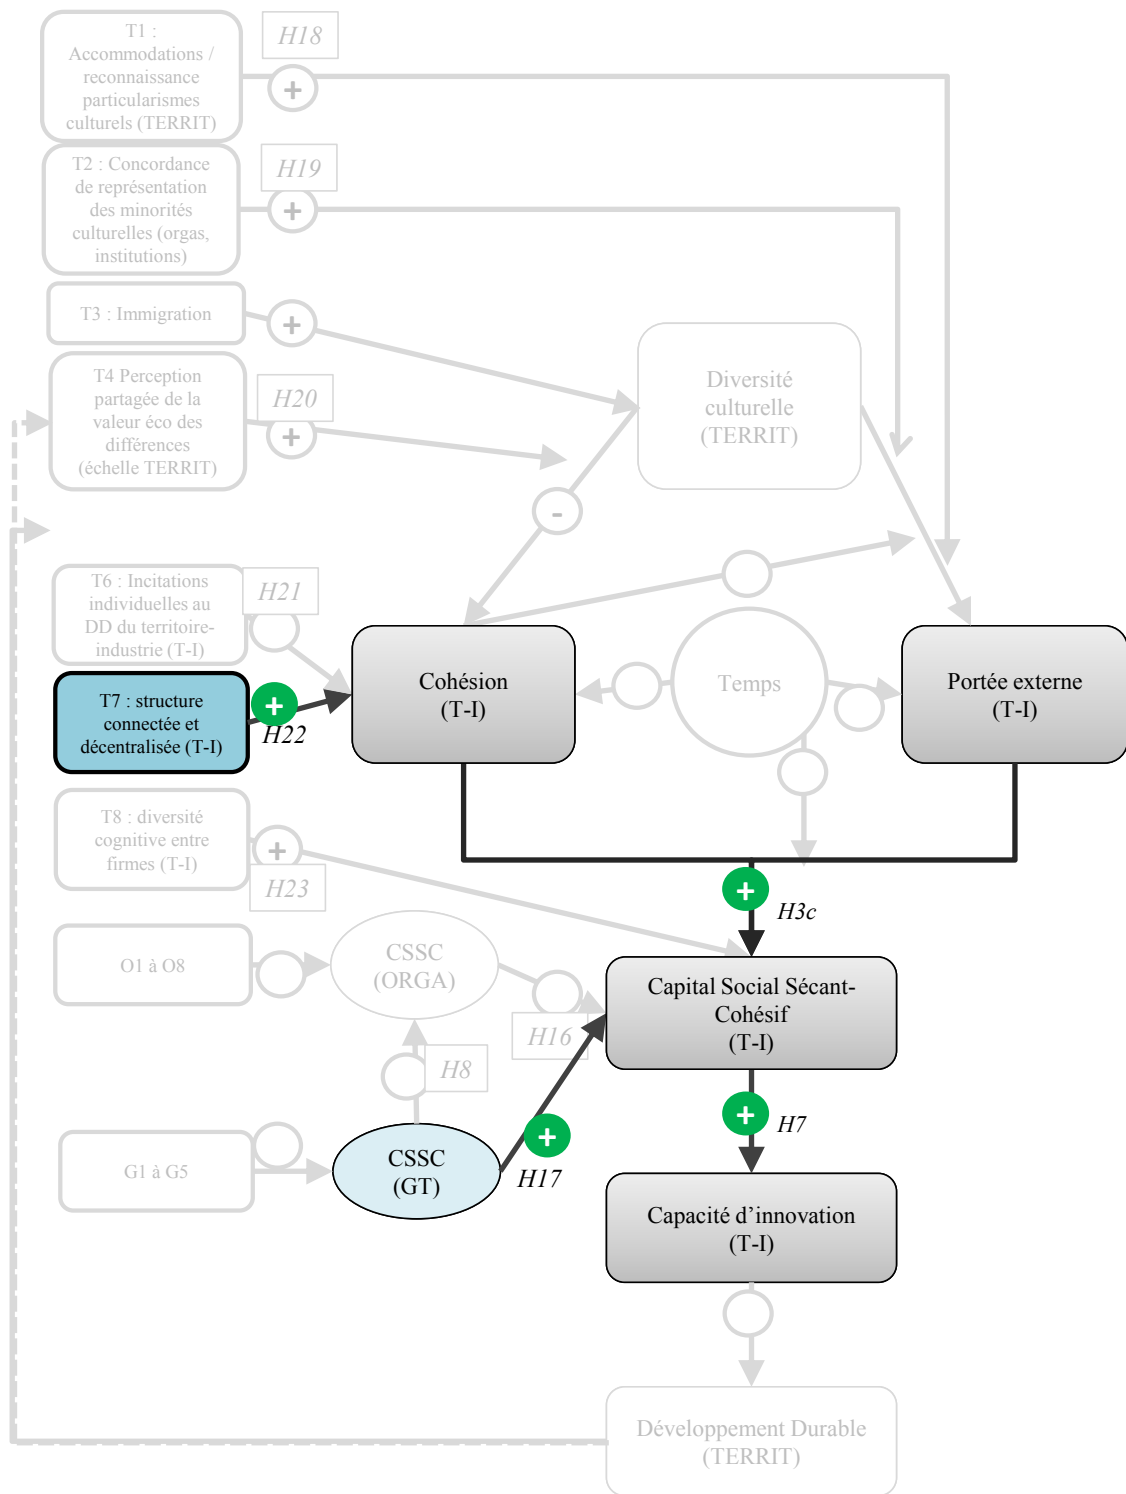 T1 :
Accommodations /
reconnaissance
particularismes
culturels (TERRIT)
H18
+
T2 : Concordance
de représentation
des minorités
culturelles (orgas,
institutions)
H19
+
T3 : Immigration
+
T4 Perception
partagée de la
valeur éco des
différences
(échelle TERRIT)
H20
+
Diversité
culturelle
(TERRIT)
-
T6 : Incitations
individuelles au
DD du territoire-
industrie (T-I)
H21
T7 : structure
connectée et
décentralisée (T-I)
+
H22
Cohésion
(T-I)
Temps
Portée externe
(T-I)
T8 : diversité
cognitive entre
firmes (T-I)
+
H23
+
H3c
O1 à O8
CSSC
(ORGA)
H16
Capital Social Sécant-
Cohésif
(T-I)
H8
+
H7
G1 à G5
CSSC
(GT)
+
H17
Capacité d’innovation
(T-I)
Développement Durable
(TERRIT)